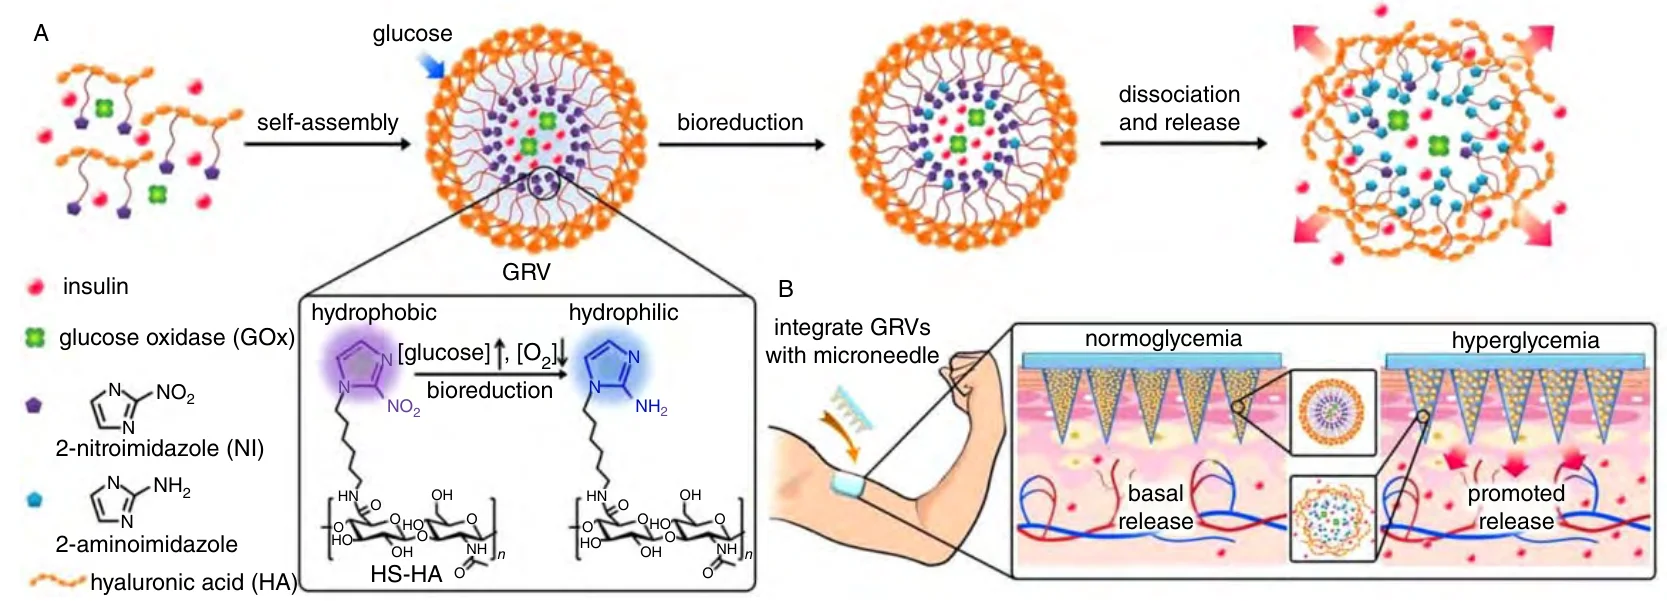 A
glucose
self-assembly
bioreduction
dissociation
and release
GRV
insulin
glucose oxidase (GOx)
N
NO2
N
2-nitroimidazole (NI)
N
NH2
N
2-aminoimidazole
hyaluronic acid (HA)
hydrophobic
hydrophilic
[glucose]↑, [O2]↓
bioreduction
N
N
NO2
N
N
NH2
HN
O
OH
O
O
HO
OH
HO
O
O
NH
O
n
HS-HA
HN
O
OH
O
O
HO
OH
HO
O
O
NH
O
n
B
integrate GRVs
with microneedle
normoglycemia
hyperglycemia
basal
release
promoted
release